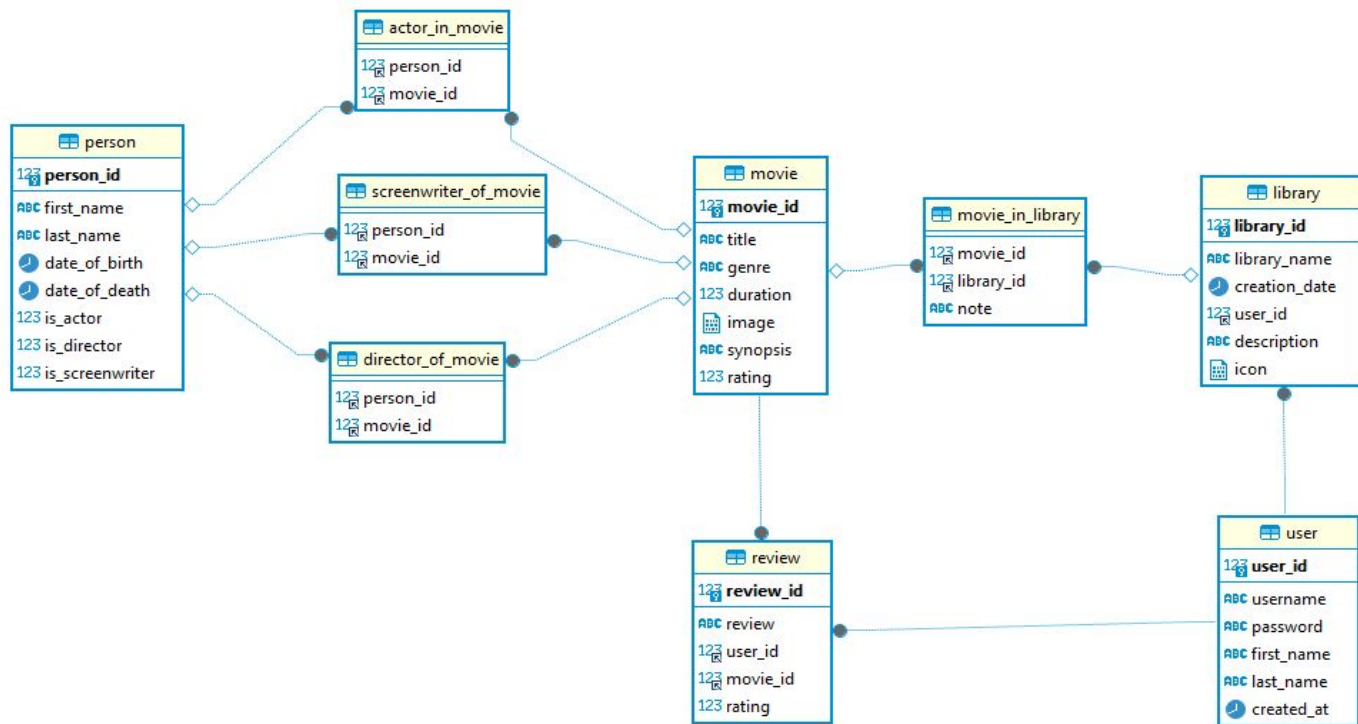 actor_in_movie
person_id
movie_id
person
person_id
first_name
last_name
date_of_birth
date_of_death
is_actor
is_director
is_screenwriter
screenwriter_of_movie
person_id
movie_id
director_of_movie
person_id
movie_id
movie
movie_id
title
genre
duration
image
synopsis
rating
movie_in_library
movie_id
library_id
note
library
library_id
library_name
creation_date
user_id
description
icon
review
review_id
review
user_id
movie_id
rating
user
user_id
username
password
first_name
last_name
created_at